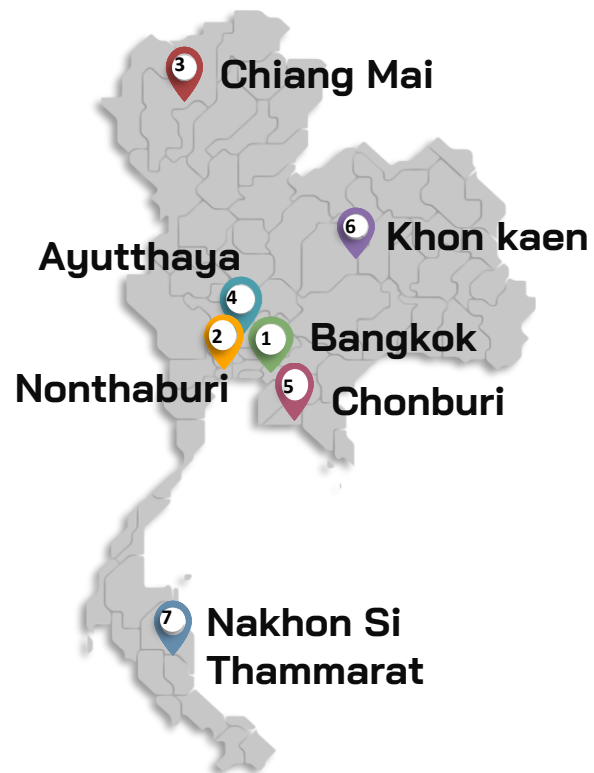 3
Chiang Mai
6
Khon kaen
Ayutthaya
4
2
1
Bangkok
Nonthaburi
5
Chonburi
7
Nakhon Si
Thammarat